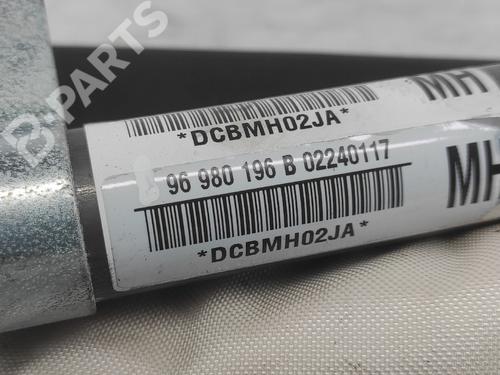 B-PARTS
*DCBMH02JA*
MH
96 980 196 B 02240117
*DCBMH02JA*
MH